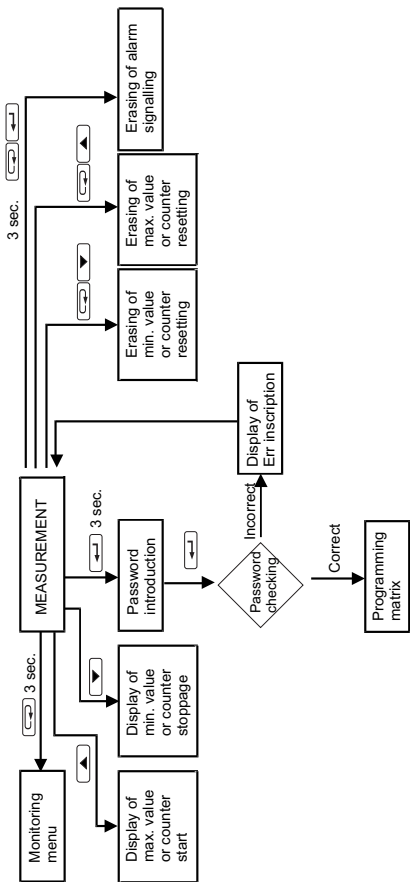 MEASUREMENT
Monitoring
menu
3 sec.
Display of
max. value
or counter
start
Display of
min. value
or counter
stoppage
3 sec.
Password
introduction
Password
checking
Incorrect
Display of
Err inscription
Correct
Programming
matrix
Erasing of
min. value
or counter
resetting
Erasing of
max. value
or counter
resetting
3 sec.
Erasing of alarm
signalling